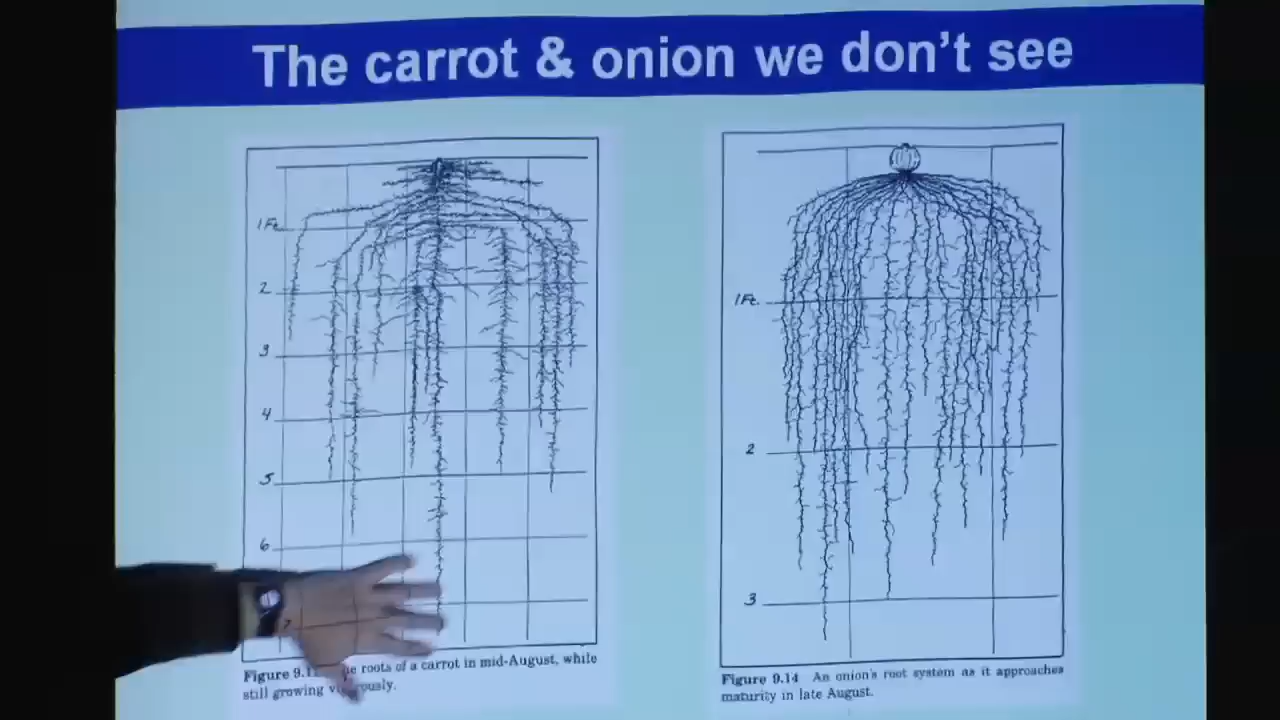 The carrot & onion we don't see
1 Ft.
2
3
4
5
6
7
Figure 9.1 roots of a carrot in mid-August, while
still growing vigorously.
1 Ft.
2
3
Figure 9.14 An onion's root system as it approaches
maturity in late August.